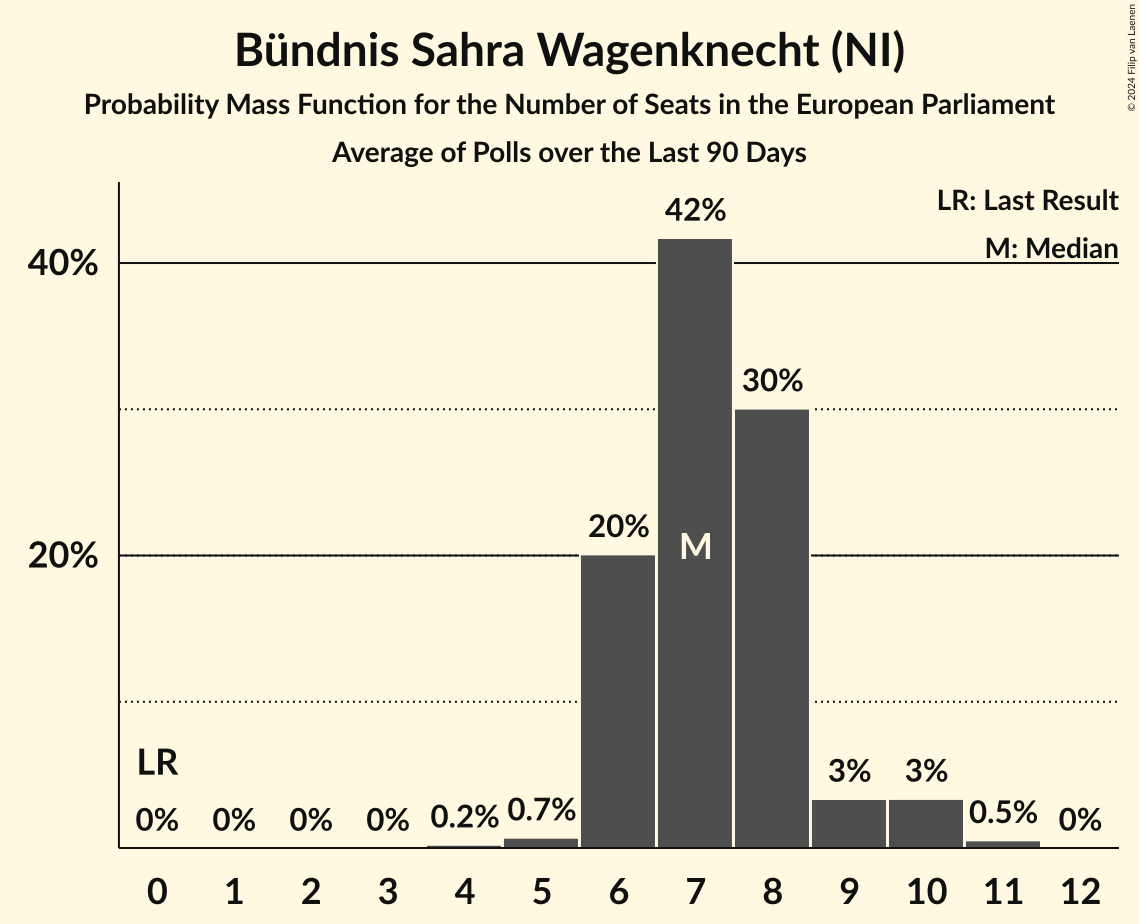 Bündnis Sahra Wagenknecht (NI)
Probability Mass Function for the Number of Seats in the European Parliament
Average of Polls over the Last 90 Days
© 2024 Filip van Laenen
LR: Last Result
M: Median
42%
40%
30%
20%
M
20%
LR
0% 0% 0% 0% 0.2% 0.7% 3% 3% 0.5% 0%
0 1 2 3 4 5 6 7 8 9 10 11 12